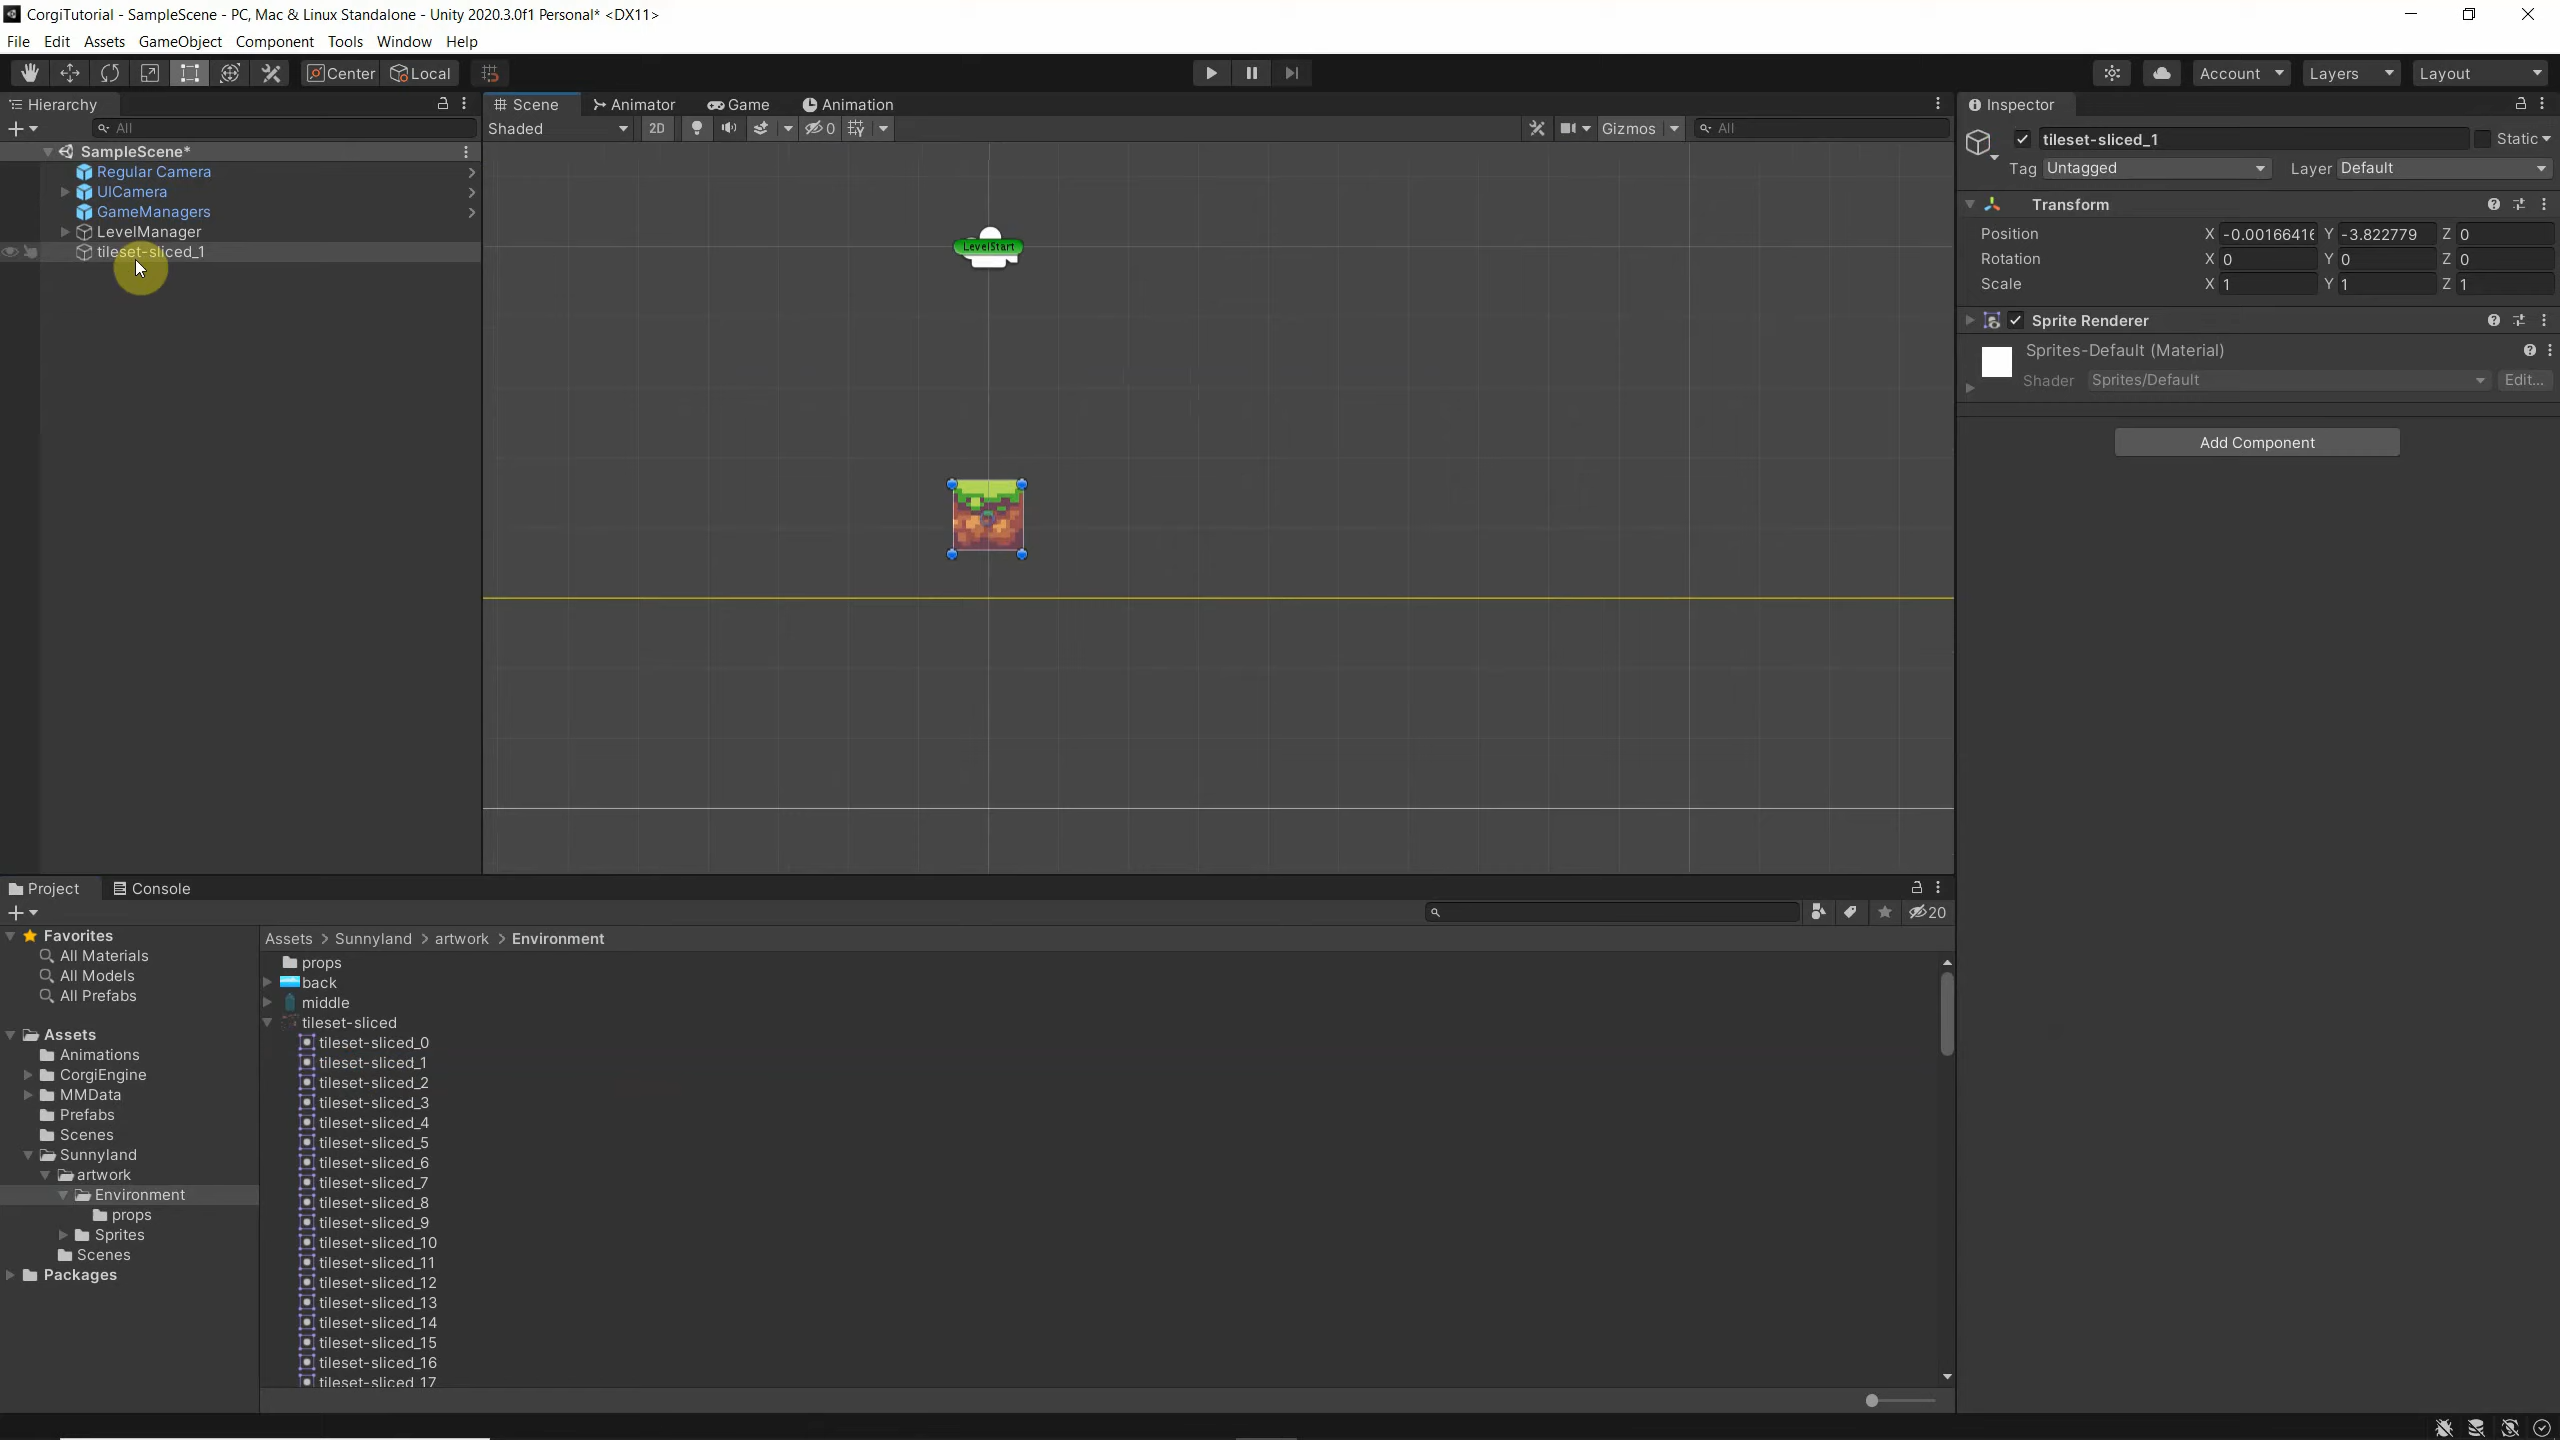 CorgiTutorial - SampleScene - PC, Mac & Linux Standalone - Unity 2020.3.0f1 Personal* <DX11>
File Edit Assets GameObject Component Tools Window Help
Center Local Account Layers Layout
Hierarchy
All
SampleScene*
Regular Camera
UICamera
GameManagers
LevelManager
tileset-sliced_1
Scene Animator Game Animation
Shaded 2D 0 Gizmos All
LevelStart
Inspector
tileset-sliced_1 Static
Tag Untagged Layer Default
Transform
Position X -0.0016641 Y -3.822779 Z 0
Rotation X 0 Y 0 Z 0
Scale X 1 Y 1 Z 1
Sprite Renderer
Sprites-Default (Material)
Shader Sprites/Default Edit...
Add Component
Project Console
20
Favorites
All Materials
All Models
All Prefabs
Assets
Animations
CorgiEngine
MMData
Prefabs
Scenes
Sunnyland
artwork
Environment
props
Sprites
Scenes
Packages
Assets > Sunnyland > artwork > Environment
props
back
middle
tileset-sliced
tileset-sliced_0
tileset-sliced_1
tileset-sliced_2
tileset-sliced_3
tileset-sliced_4
tileset-sliced_5
tileset-sliced_6
tileset-sliced_7
tileset-sliced_8
tileset-sliced_9
tileset-sliced_10
tileset-sliced_11
tileset-sliced_12
tileset-sliced_13
tileset-sliced_14
tileset-sliced_15
tileset-sliced_16
tileset-sliced_17